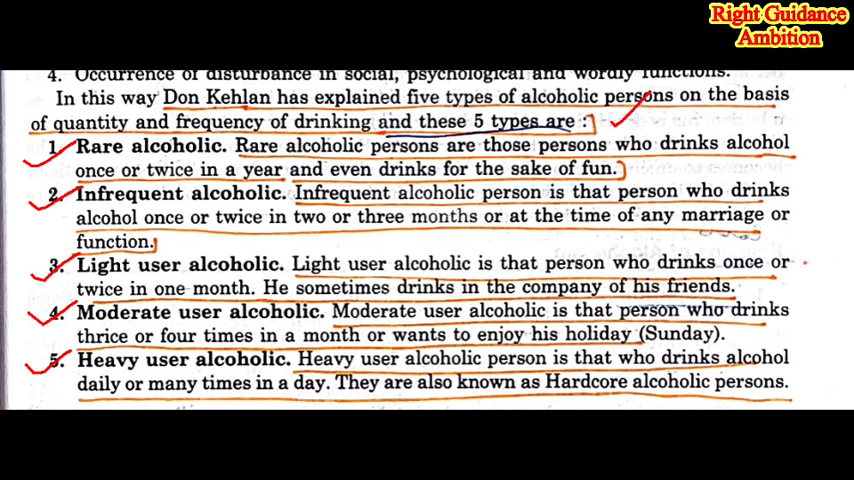 Right Guidance
Ambition
4. Occurrence of disturbance in social, psychological and wordly functions.
In this way Don Kehlan has explained five types of alcoholic persons on the basis
of quantity and frequency of drinking and these 5 types are :
1. Rare alcoholic. Rare alcoholic persons are those persons who drinks alcohol
once or twice in a year and even drinks for the sake of fun.
2. Infrequent alcoholic. Infrequent alcoholic person is that person who drinks
alcohol once or twice in two or three months or at the time of any marriage or
function.
3. Light user alcoholic. Light user alcoholic is that person who drinks once or
twice in one month. He sometimes drinks in the company of his friends.
4. Moderate user alcoholic. Moderate user alcoholic is that person who drinks
thrice or four times in a month or wants to enjoy his holiday (Sunday).
5. Heavy user alcoholic. Heavy user alcoholic person is that who drinks alcohol
daily or many times in a day. They are also known as Hardcore alcoholic persons.